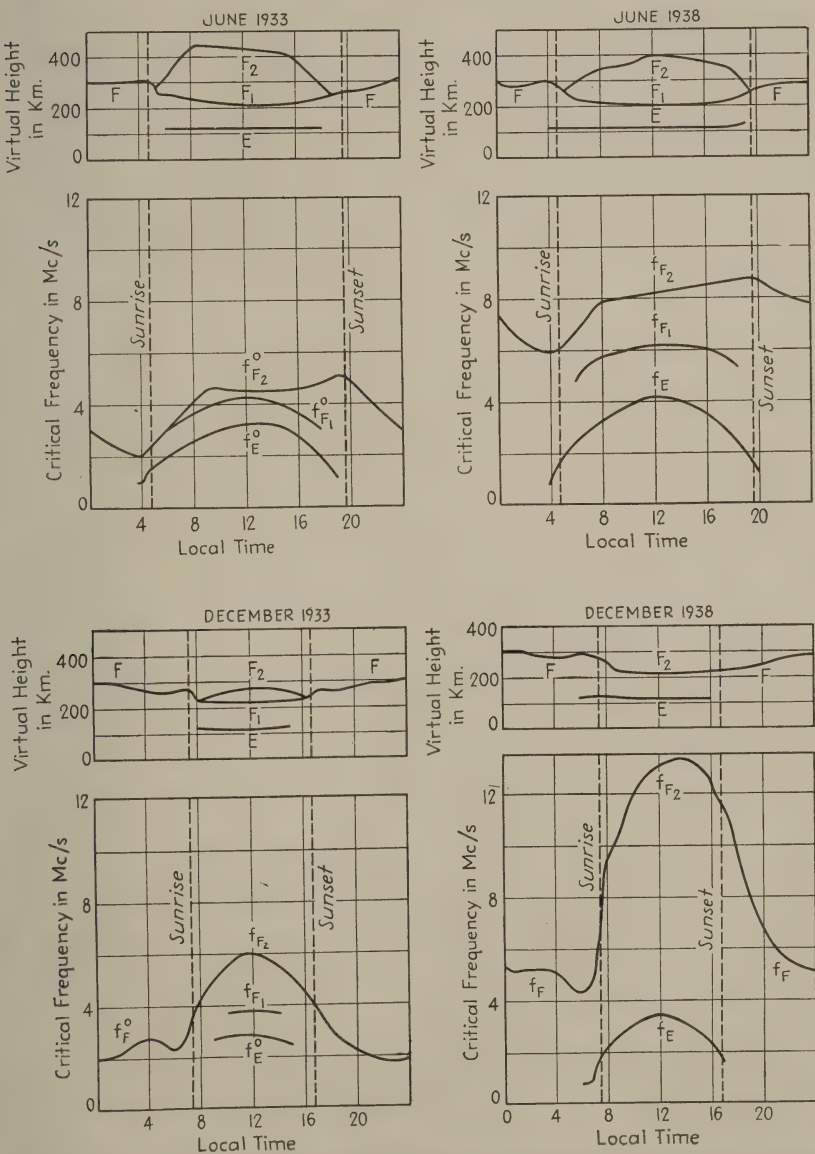 JUNE 1933
Virtual Height
in Km.
400
200
0
F
F2
F1
E
F
Critical Frequency in Mc/s
12
8
4
0
Sunrise
Sunset
f°F2
f°F1
f°E
4 8 12 16 20
Local Time
JUNE 1938
Virtual Height
in Km.
400
200
0
F
F2
F1
E
F
Critical Frequency in Mc/s
12
8
4
0
Sunrise
Sunset
fF2
fF1
fE
4 8 12 16 20
Local Time
DECEMBER 1933
Virtual Height
in Km.
400
200
0
F
F2
F1
E
F
Critical Frequency in Mc/s
12
8
4
0
Sunrise
Sunset
fF2
fF1
f°F
f°E
4 8 12 16 20
Local Time
DECEMBER 1938
Virtual Height
in Km.
400
200
0
F
F2
E
F
Critical Frequency in Mc/s
12
8
4
0
Sunrise
Sunset
fF2
fF
fE
fF
0 4 8 12 16 20
Local Time